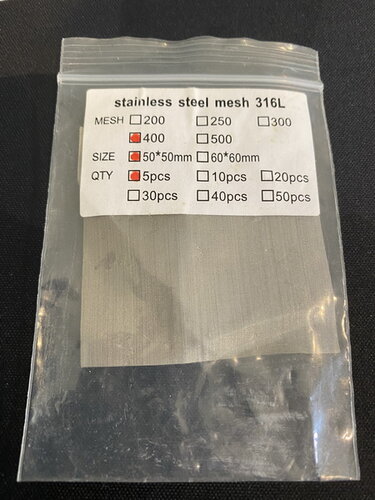 stainless steel mesh 316L
MESH 200 250 300
400 500
SIZE 50*50mm 60*60mm
QTY 5pcs 10pcs 20pcs
30pcs 40pcs 50pcs